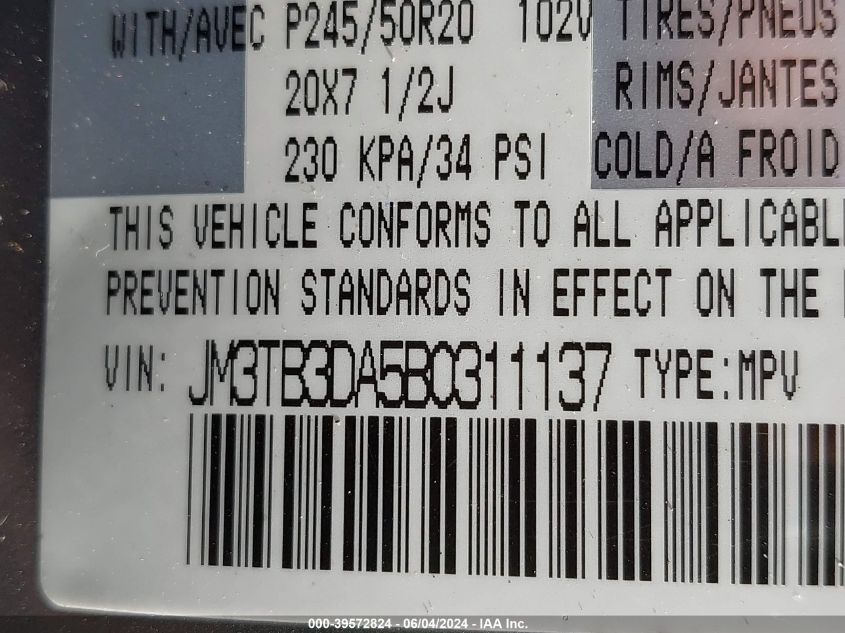 WITH/AVEC P245/50R20 102V TIRES/PNEUS
20X7 1/2J RIMS/JANTES
230 KPA/34 PSI COLD/A FROID
THIS VEHICLE CONFORMS TO ALL APPLICABL
PREVENTION STANDARDS IN EFFECT ON THE
VIN: JM3TB3DA5B0311137 TYPE:MPV
000-39572824 - 06/04/2024 - IAA Inc.